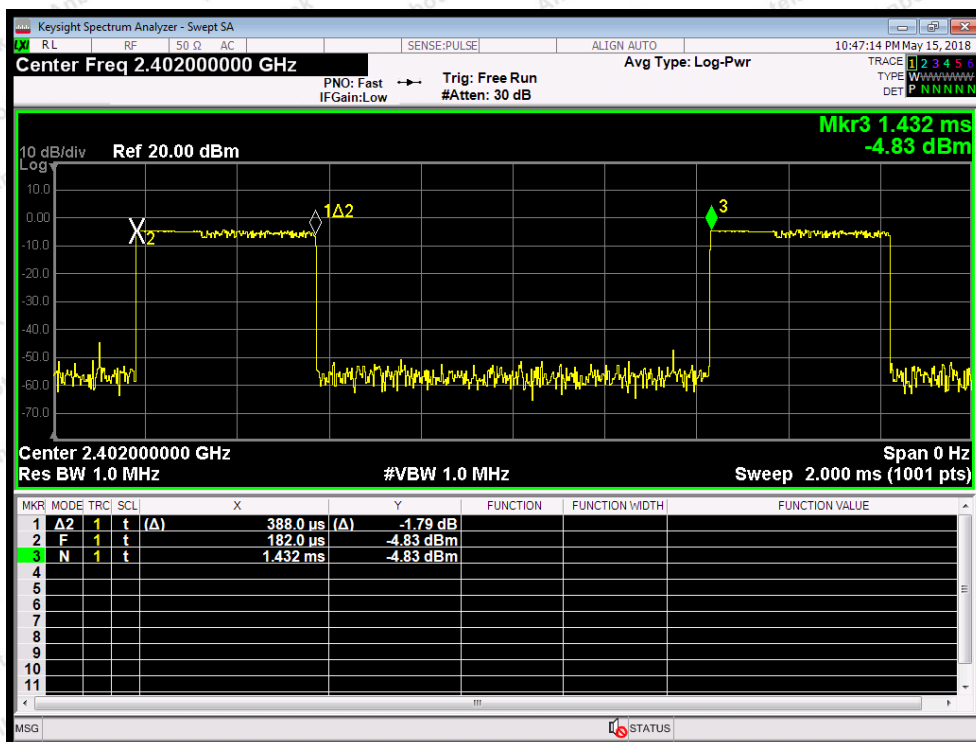 Keysight Spectrum Analyzer - Swept SA
LXI RL RF 50 Ω AC SENSE:PULSE ALIGN AUTO 10:47:14 PM May 15, 2018
Center Freq 2.402000000 GHz Avg Type: Log-Pwr TRACE 1 2 3 4 5 6
PNO: Fast Trig: Free Run TYPE WWWWWW
IFGain:Low #Atten: 30 dB DET P N N N N N
Mkr3 1.432 ms
10 dB/div Ref 20.00 dBm -4.83 dBm
Log
10.0
0.00 1Δ2 3
-10.0 2
-20.0
-30.0
-40.0
-50.0
-60.0
-70.0
Center 2.402000000 GHz Span 0 Hz
Res BW 1.0 MHz #VBW 1.0 MHz Sweep 2.000 ms (1001 pts)
MKR MODE TRC SCL X Y FUNCTION FUNCTION WIDTH FUNCTION VALUE
1 Δ2 1 t (Δ) 388.0 µs (Δ) -1.79 dB
2 F 1 t 182.0 µs -4.83 dBm
3 N 1 t 1.432 ms -4.83 dBm
4
5
6
7
8
9
10
11
MSG STATUS